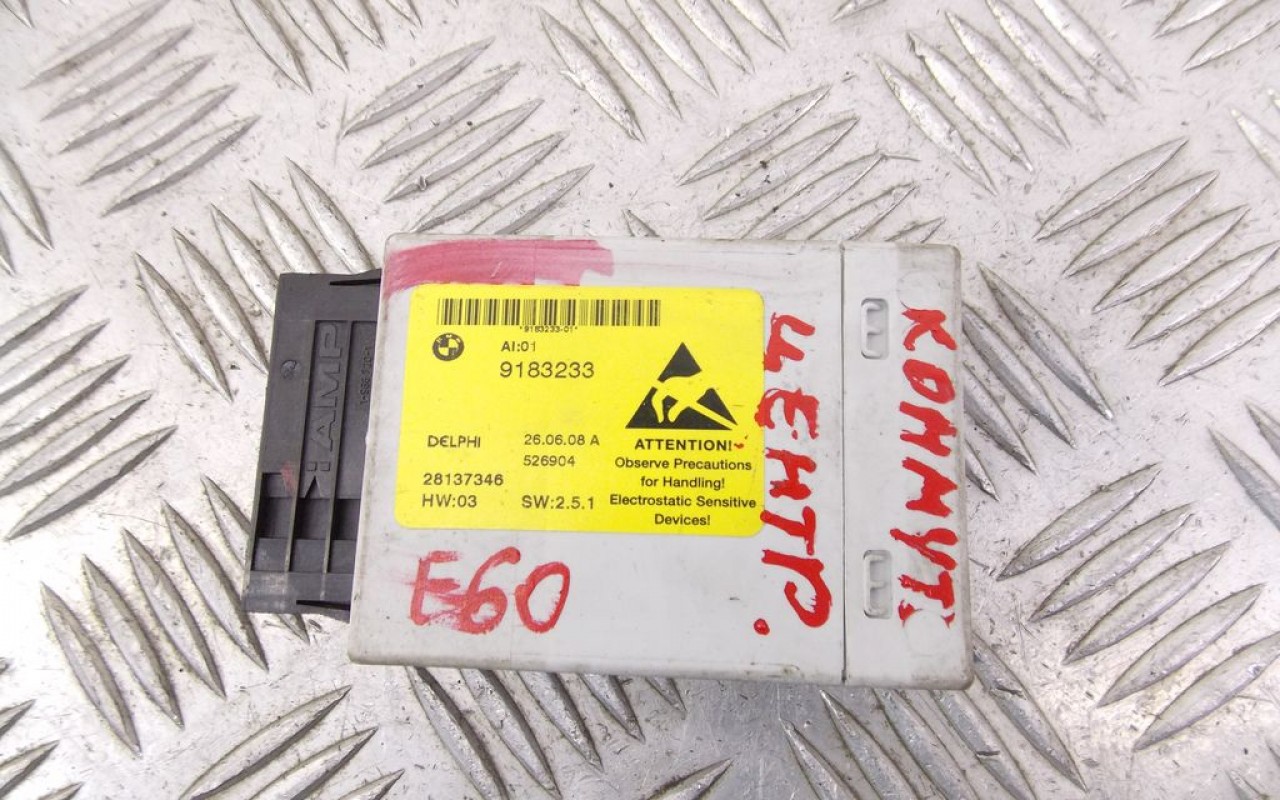 *9183233-01*
AI:01
9183233
DELPHI
26.06.08 A
526904
28137346
HW:03
SW:2.5.1
ATTENTION!
Observe Precautions
for Handling!
Electrostatic Sensitive
Devices!
AMP
E60
ЦЕНТР.